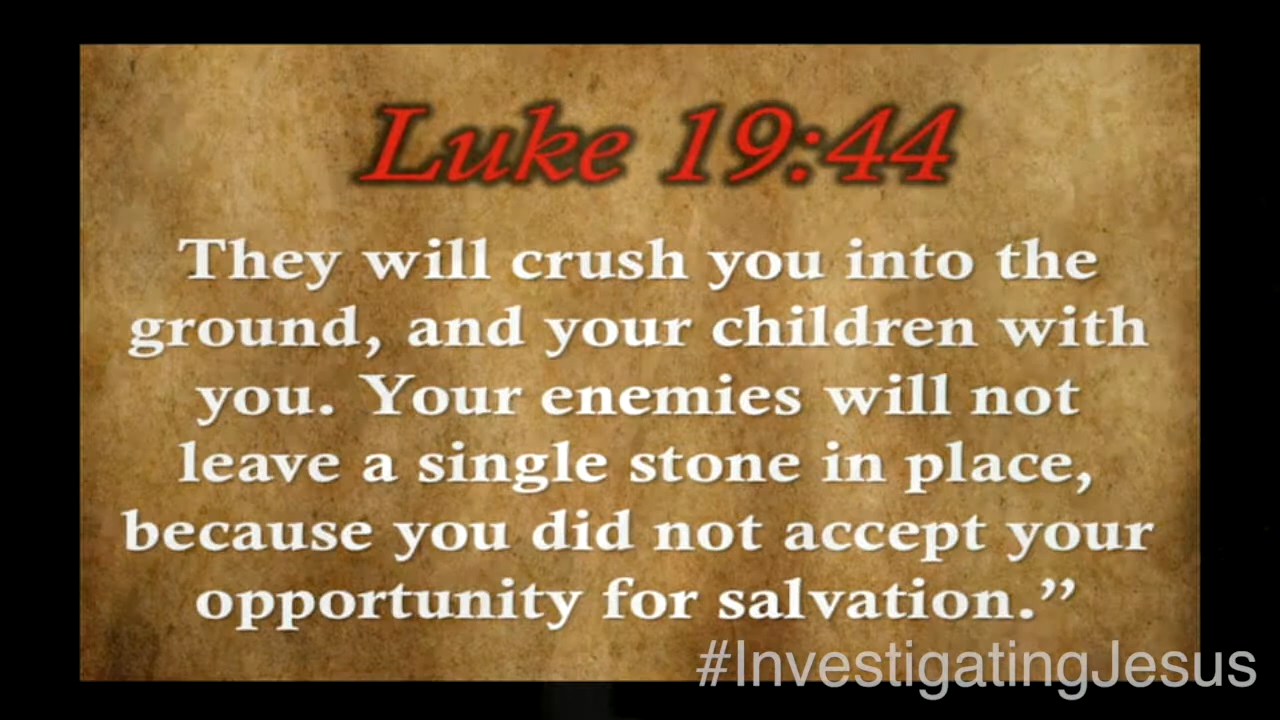 Luke 19:44
They will crush you into the
ground, and your children with
you. Your enemies will not
leave a single stone in place,
because you did not accept your
opportunity for salvation.”
#InvestigatingJesus